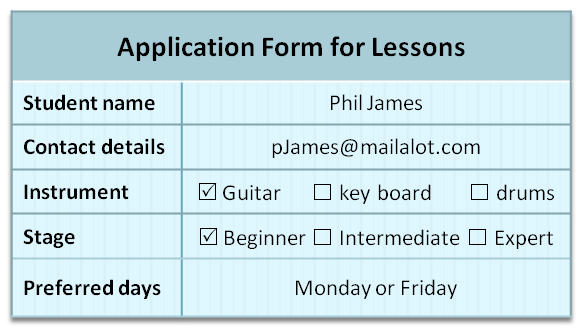 Application Form for Lessons
Student name Phil James
Contact details pJames@mailalot.com
Instrument ☑ Guitar ☐ key board ☐ drums
Stage ☑ Beginner ☐ Intermediate ☐ Expert
Preferred days Monday or Friday